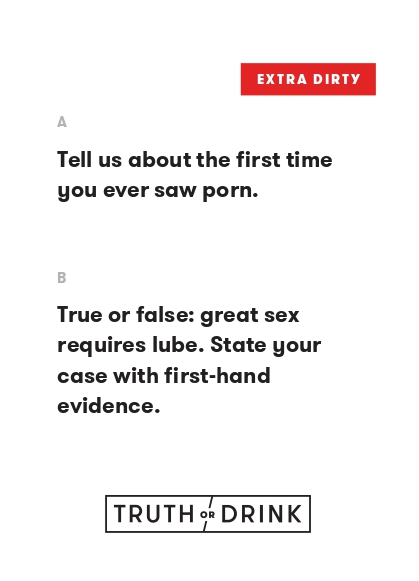 EXTRA DIRTY
A
Tell us about the first time
you ever saw porn.
B
True or false: great sex
requires lube. State your
case with first-hand
evidence.
TRUTH OR DRINK